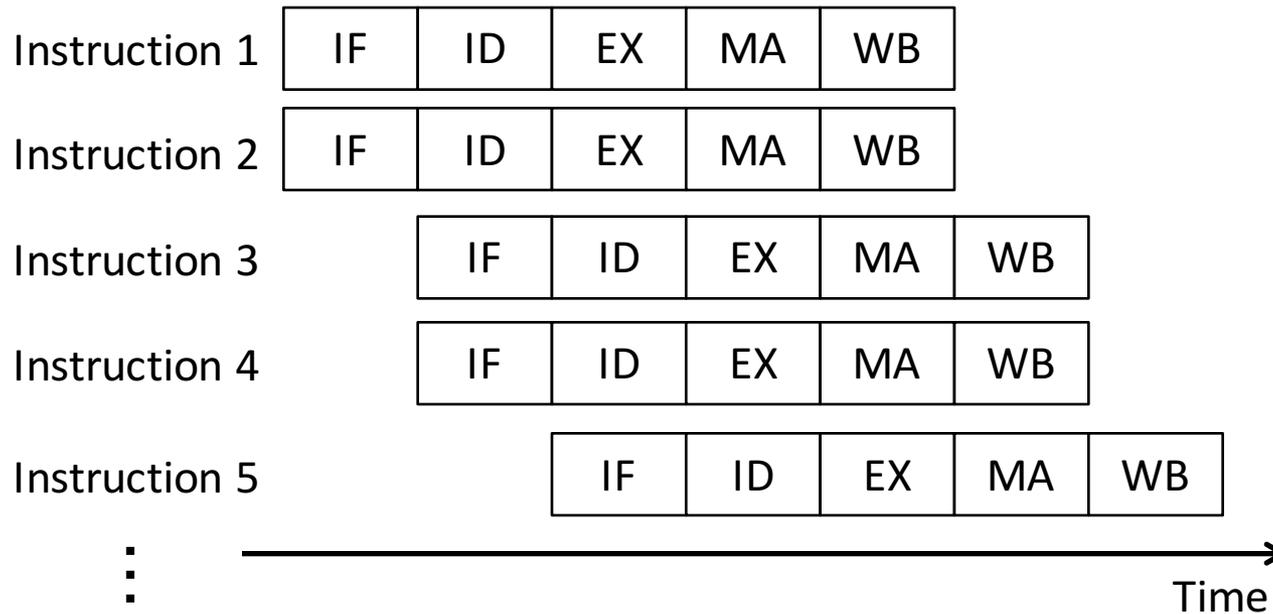 Instruction 1 IF ID EX MA WB
Instruction 2 IF ID EX MA WB
Instruction 3 IF ID EX MA WB
Instruction 4 IF ID EX MA WB
Instruction 5 IF ID EX MA WB
⋮
Time